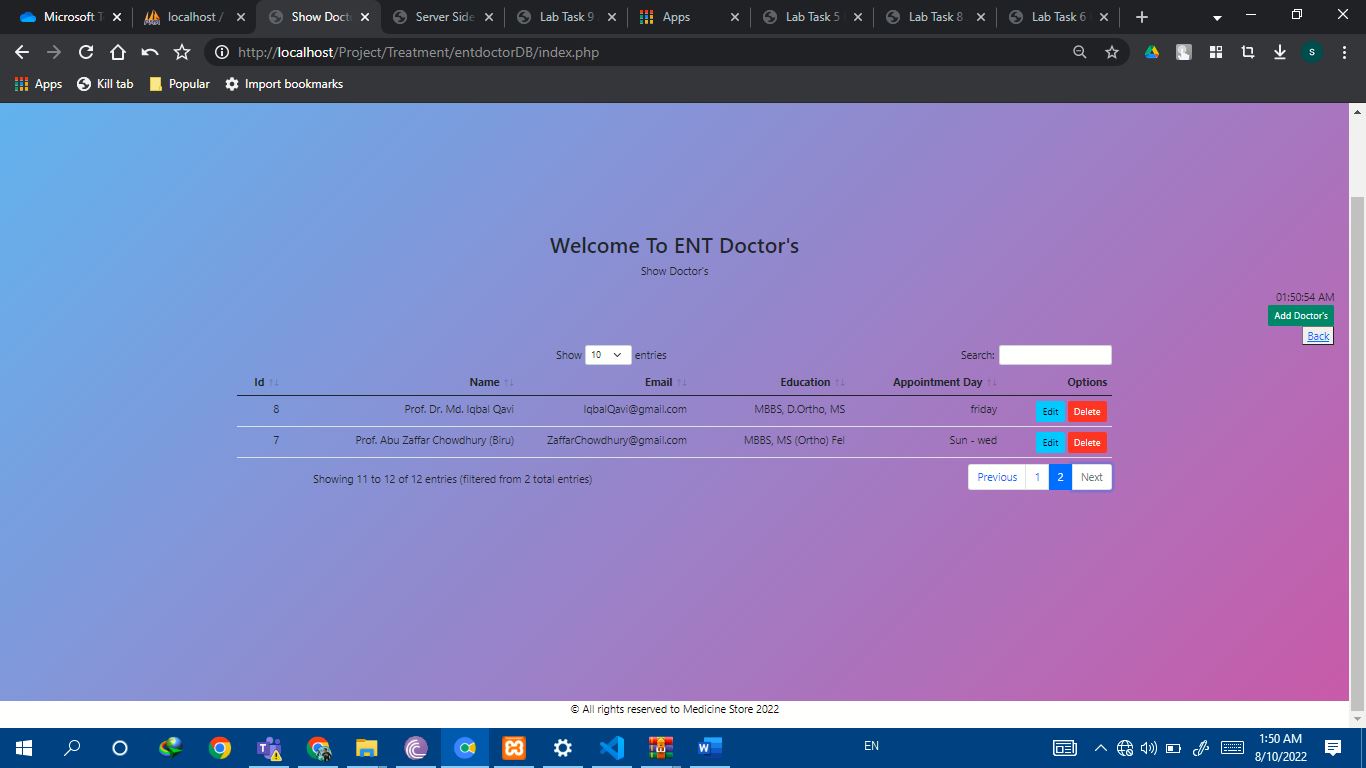 Microsoft T
localhost /
Show Doct
Server Side
Lab Task 9
Apps
Lab Task 5
Lab Task 8
Lab Task 6
http://localhost/Project/Treatment/entdoctorDB/index.php
s
Apps
Kill tab
Popular
Import bookmarks
Welcome To ENT Doctor's
Show Doctor's
01:50:54 AM
Add Doctor's
Back
Show 10 entries
Search:
Id Name Email Education Appointment Day Options
8 Prof. Dr. Md. Iqbal Qavi IqbalQavi@gmail.com MBBS, D.Ortho, MS friday Edit Delete
7 Prof. Abu Zaffar Chowdhury (Biru) ZaffarChowdhury@gmail.com MBBS, MS (Ortho) Fel Sun - wed Edit Delete
Showing 11 to 12 of 12 entries (filtered from 2 total entries)
Previous 1 2 Next
© All rights reserved to Medicine Store 2022
EN
1:50 AM
8/10/2022